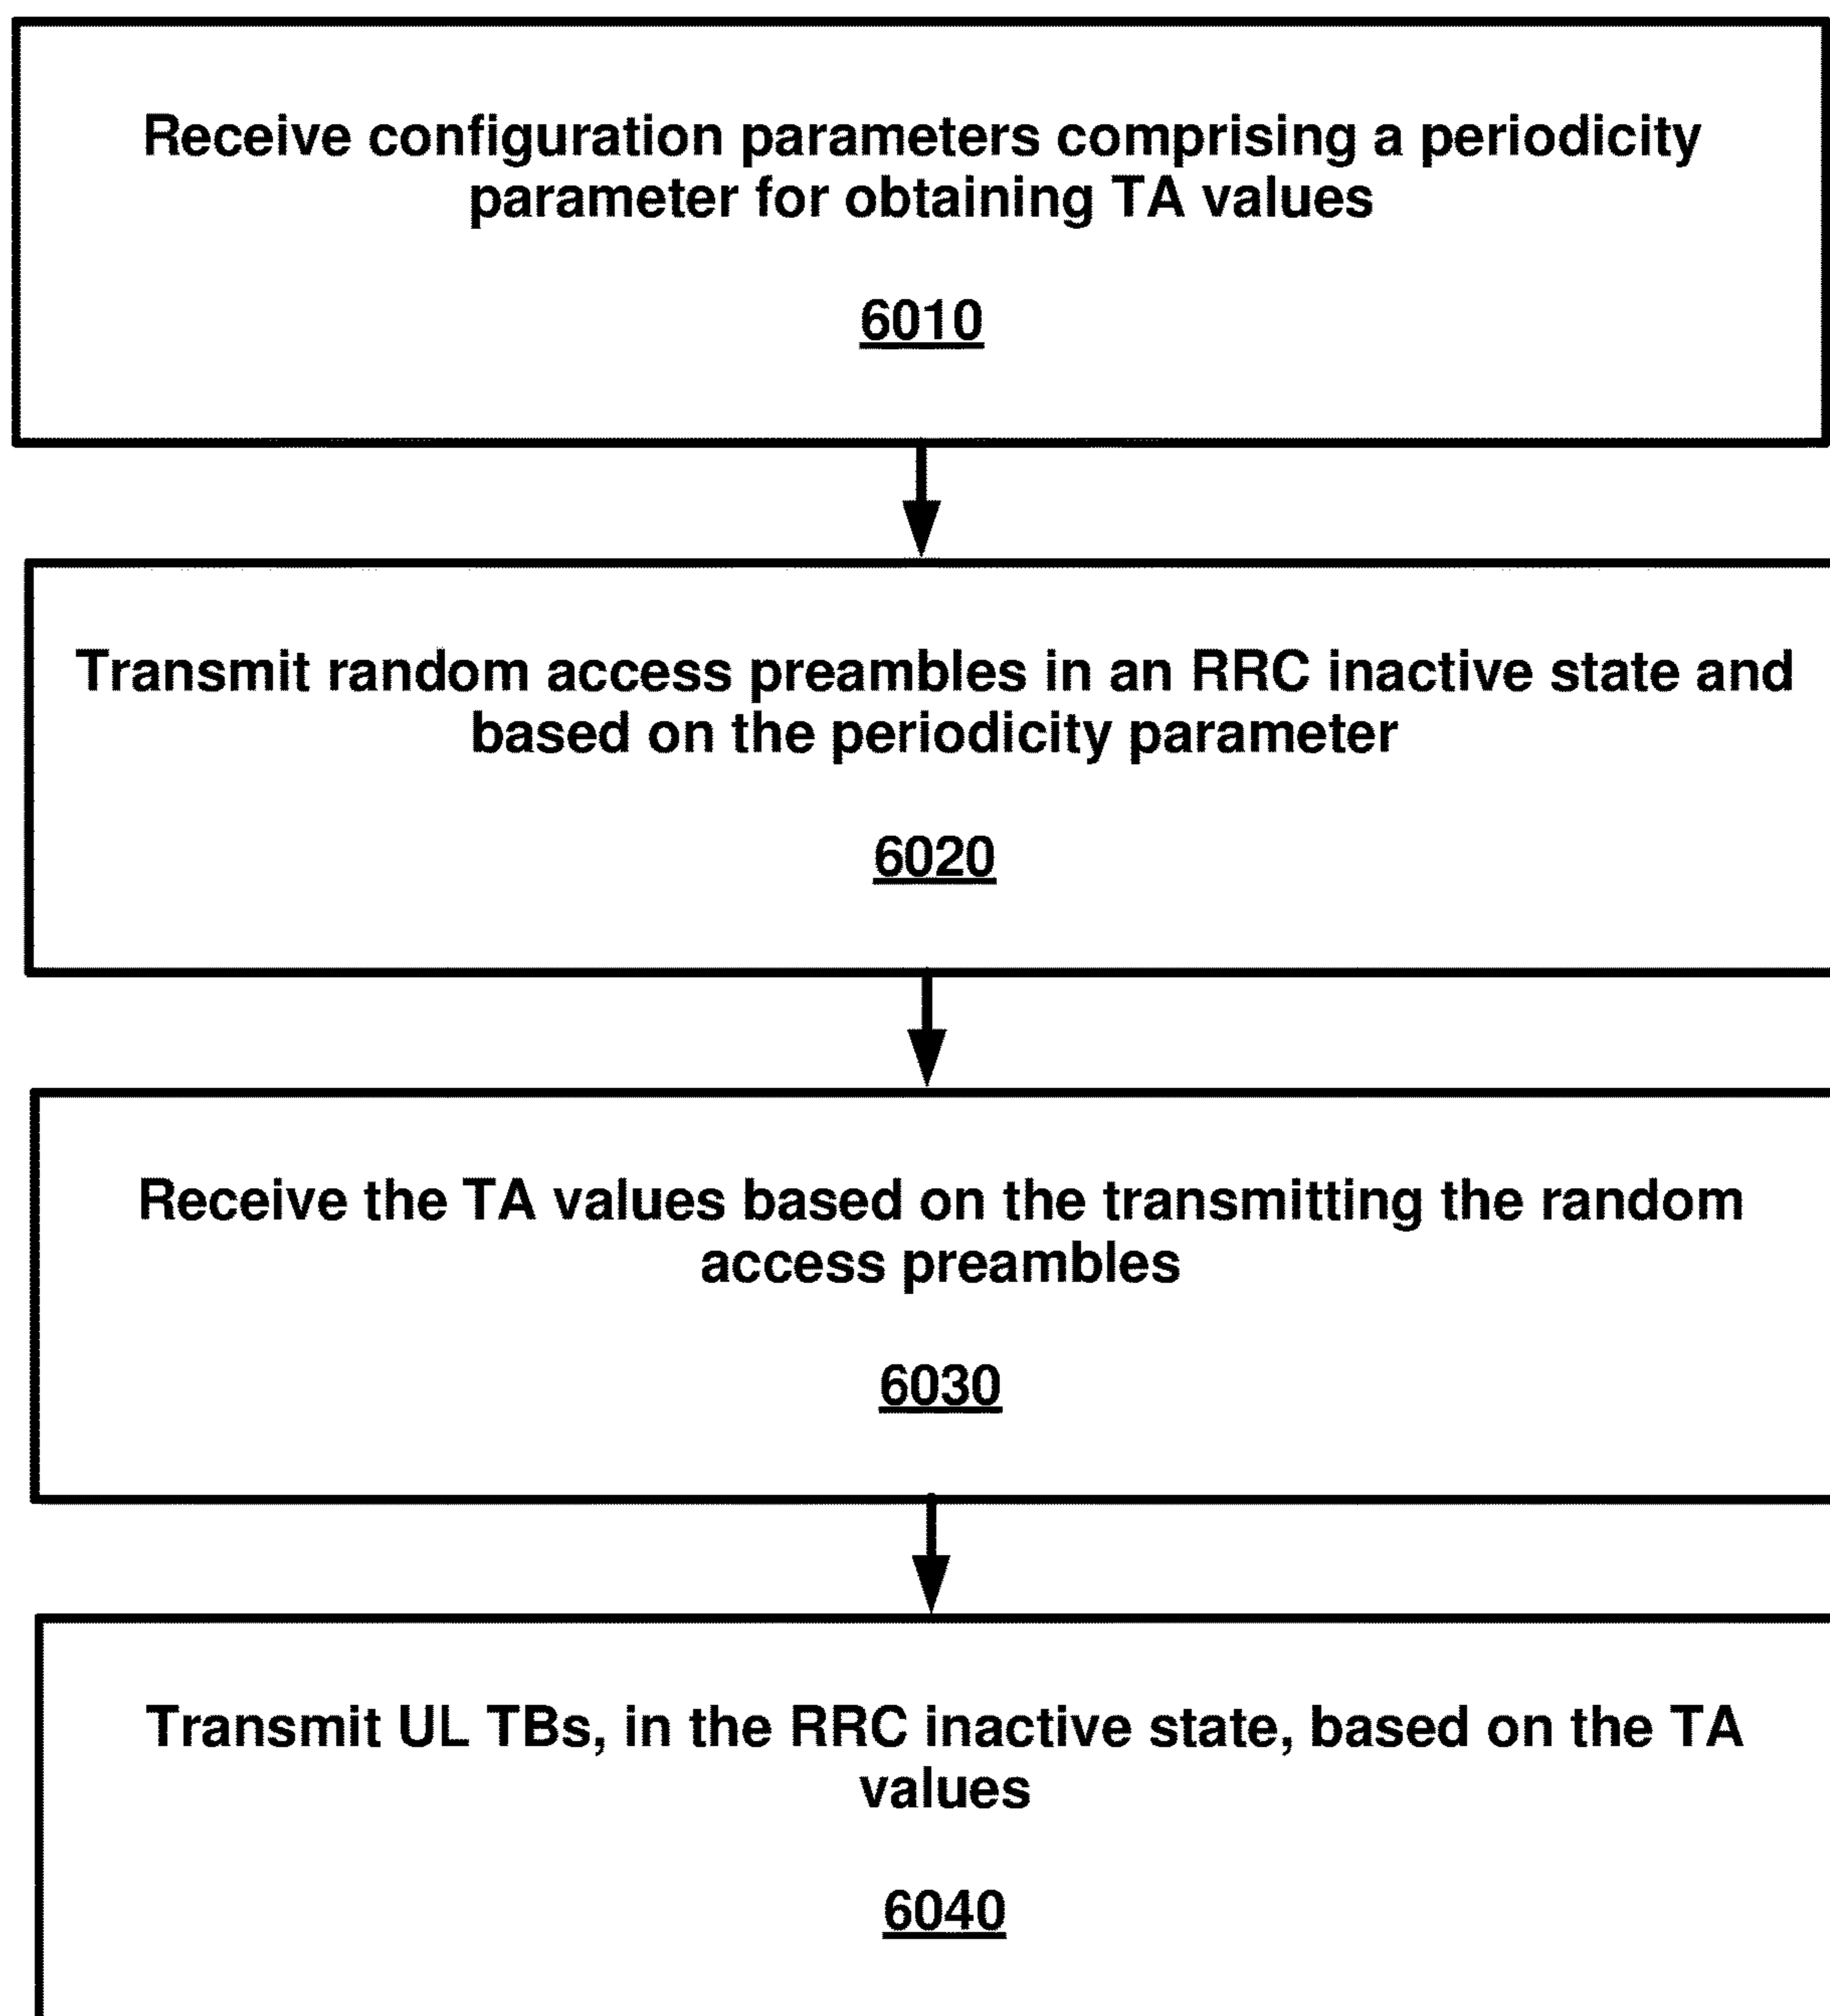 Receive configuration parameters comprising a periodicity
parameter for obtaining TA values
6010
Transmit random access preambles in an RRC inactive state and
based on the periodicity parameter
6020
Receive the TA values based on the transmitting the random
access preambles
6030
Transmit UL TBs, in the RRC inactive state, based on the TA
values
6040